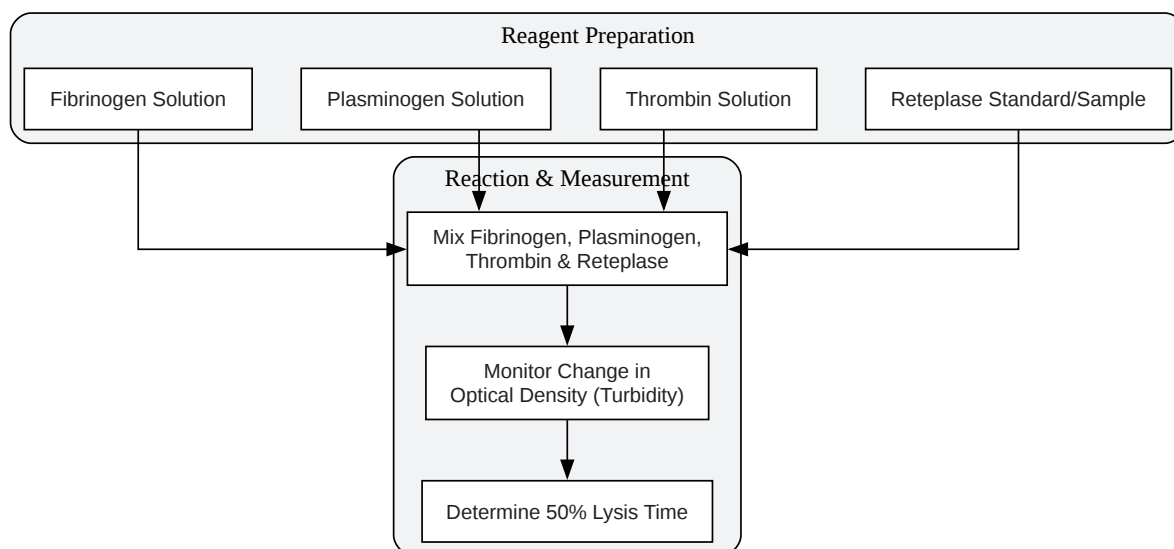 Reagent Preparation
Fibrinogen Solution
Plasminogen Solution
Thrombin Solution
Reteplase Standard/Sample
Reaction & Measurement
Mix Fibrinogen, Plasminogen,
Thrombin & Reteplase
Monitor Change in
Optical Density (Turbidity)
Determine 50% Lysis Time